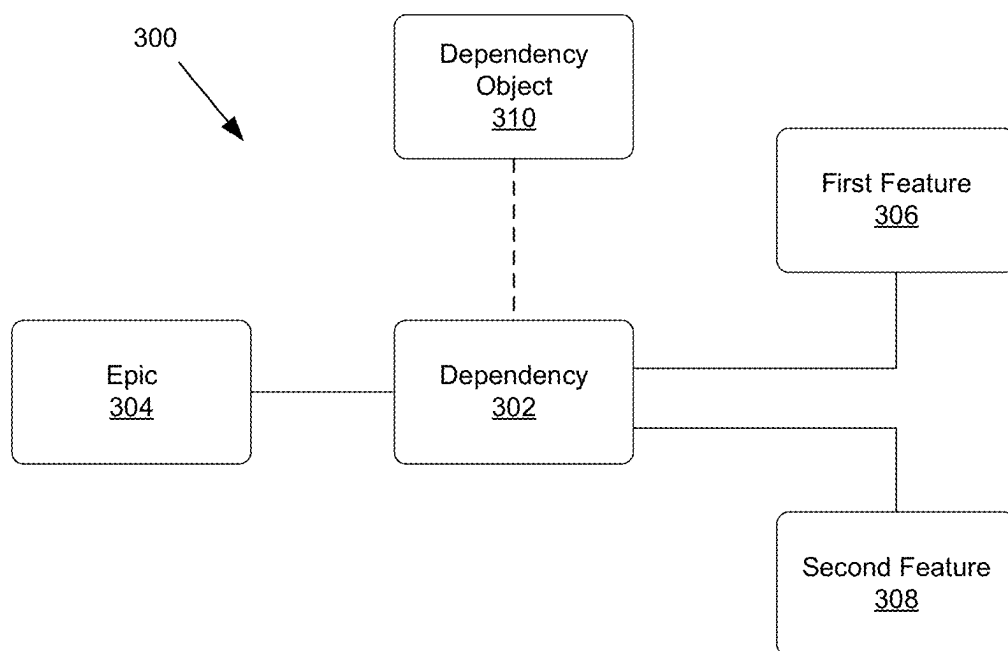 300
Dependency
Object
310
First Feature
306
Epic
304
Dependency
302
Second Feature
308